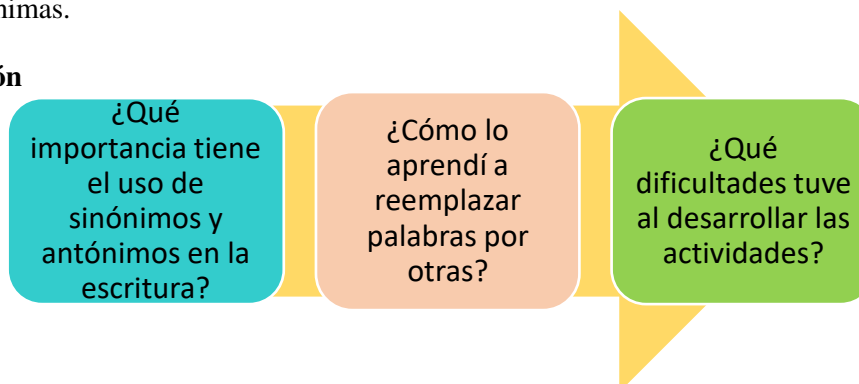 nimas.
ón
¿Qué
importancia tiene
el uso de
sinónimos y
antónimos en la
escritura?
¿Cómo lo
aprendí a
reemplazar
palabras por
otras?
¿Qué
dificultades tuve
al desarrollar las
actividades?